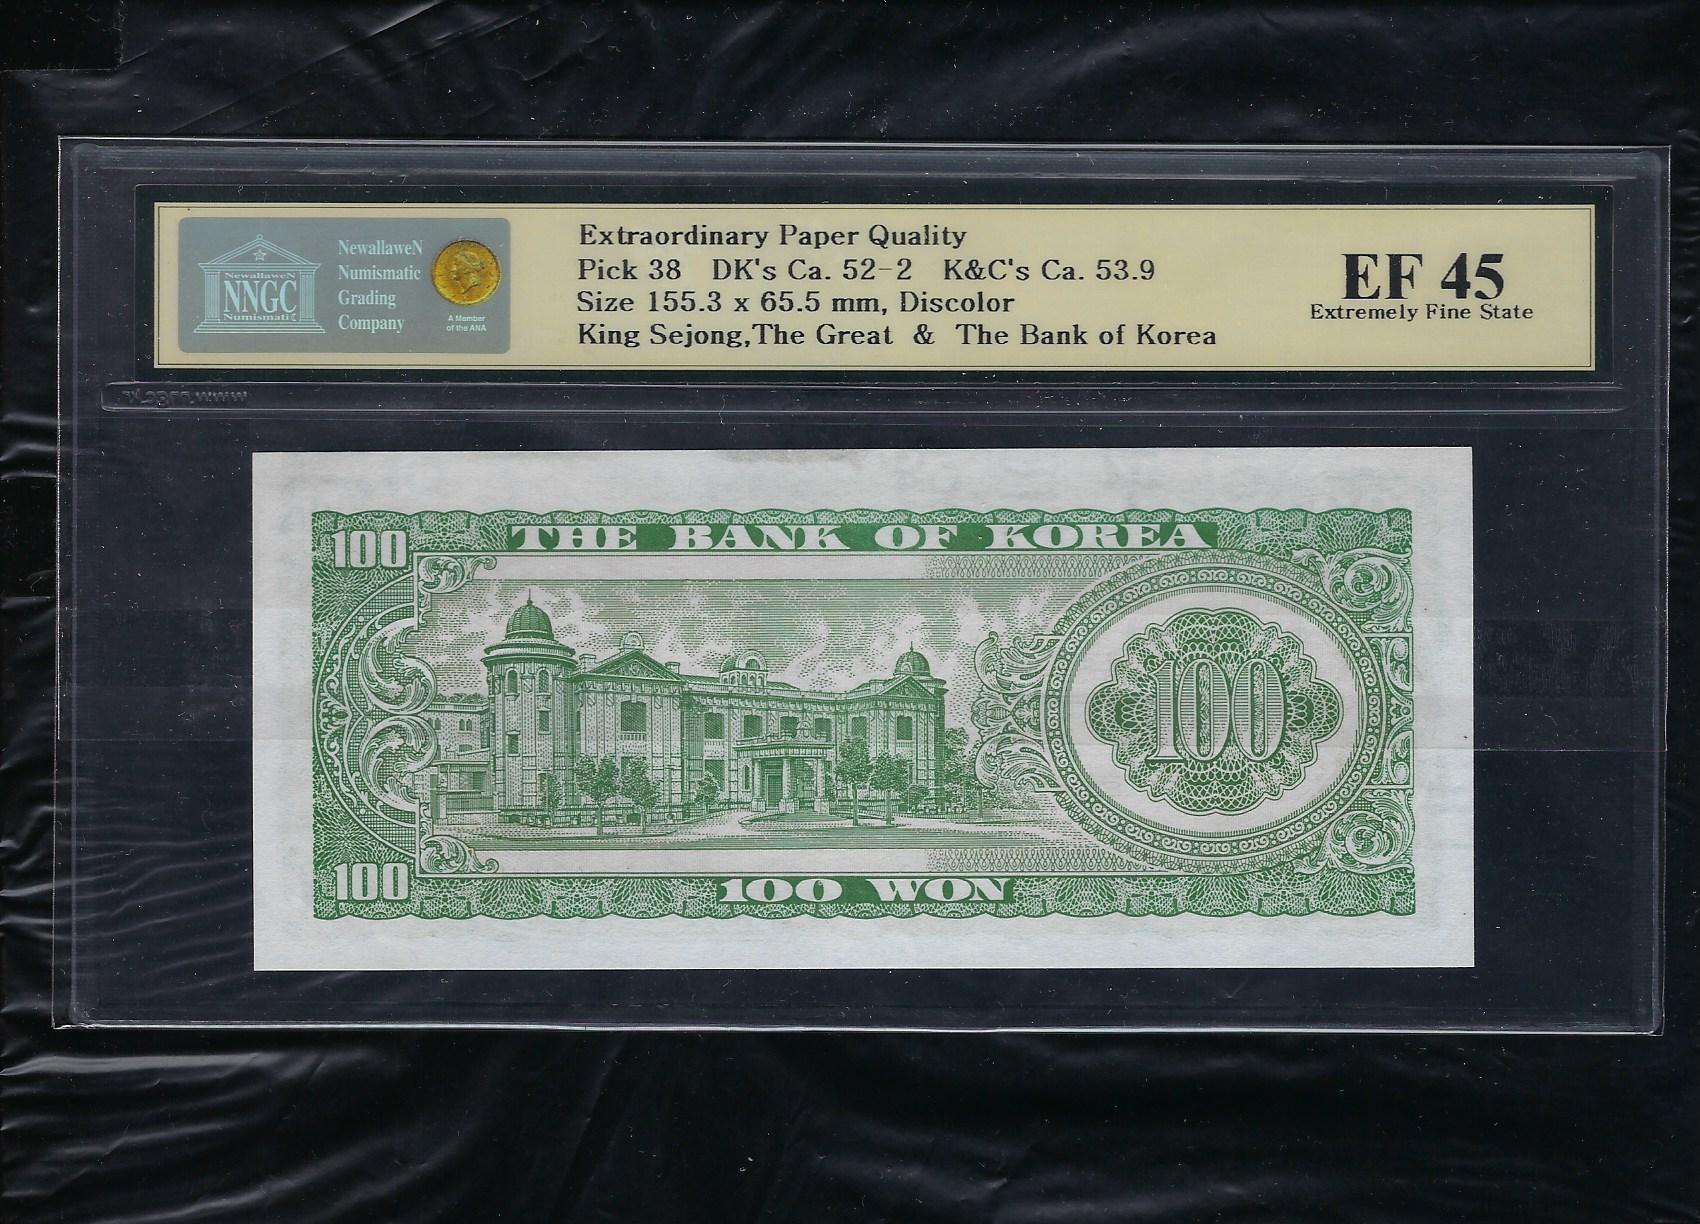 NewallaweN
NNGC
Numismatic
NewallaweN
Numismatic
Grading
Company
A Member
of the ANA
Extraordinary Paper Quality
Pick 38 DK's Ca. 52-2 K&C's Ca. 53.9
Size 155.3 x 65.5 mm, Discolor
King Sejong,The Great & The Bank of Korea
EF 45
Extremely Fine State
100
THE BANK OF KOREA
100
100
100 WON